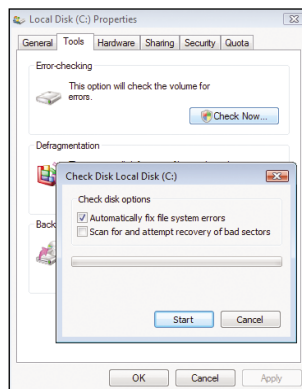 Local Disk (C:) Properties
General Tools Hardware Sharing Security Quota
Error-checking
This option will check the volume for
errors.
Check Now...
Defragmentation
Check Disk Local Disk (C:)
Check disk options
Automatically fix file system errors
Scan for and attempt recovery of bad sectors
Back
Start Cancel
OK Cancel Apply